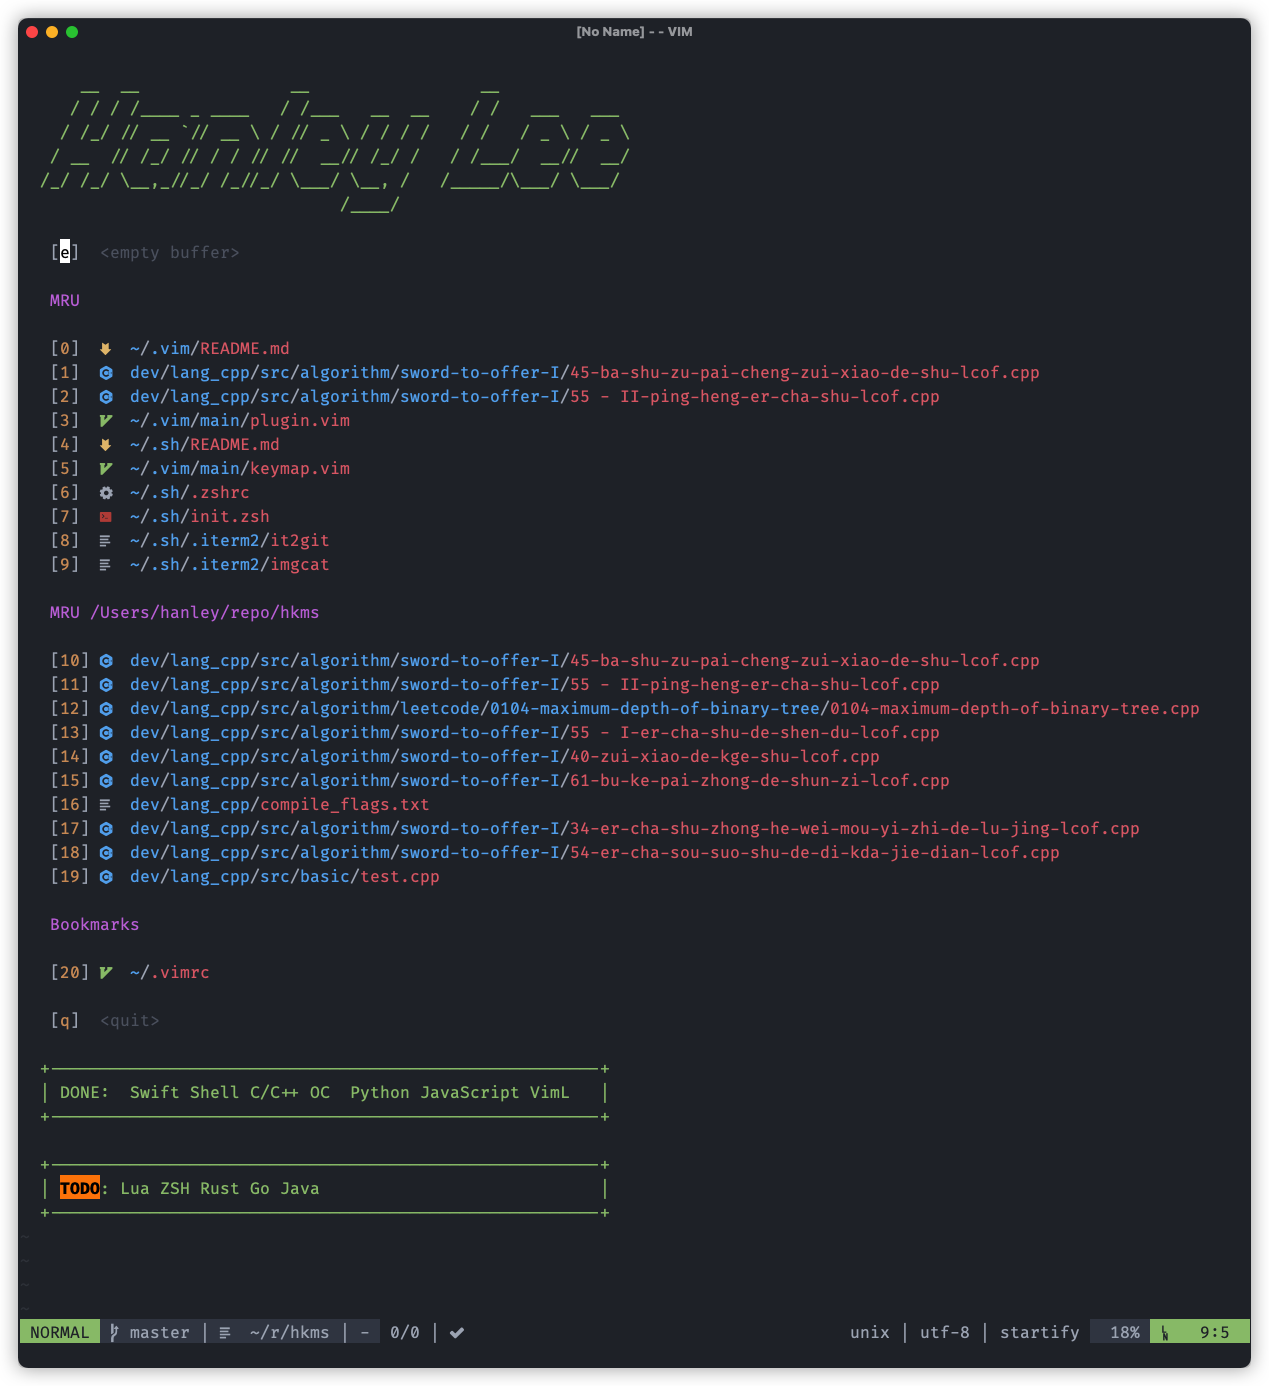 [No Name] - - VIM
Hanley Lee
[e] <empty buffer>
MRU
[0] ~/.vim/README.md
[1] dev/lang_cpp/src/algorithm/sword-to-offer-I/45-ba-shu-zu-pai-cheng-zui-xiao-de-shu-lcof.cpp
[2] dev/lang_cpp/src/algorithm/sword-to-offer-I/55 - II-ping-heng-er-cha-shu-lcof.cpp
[3] ~/.vim/main/plugin.vim
[4] ~/.sh/README.md
[5] ~/.vim/main/keymap.vim
[6] ~/.sh/.zshrc
[7] ~/.sh/init.zsh
[8] ~/.sh/.iterm2/it2git
[9] ~/.sh/.iterm2/imgcat
MRU /Users/hanley/repo/hkms
[10] dev/lang_cpp/src/algorithm/sword-to-offer-I/45-ba-shu-zu-pai-cheng-zui-xiao-de-shu-lcof.cpp
[11] dev/lang_cpp/src/algorithm/sword-to-offer-I/55 - II-ping-heng-er-cha-shu-lcof.cpp
[12] dev/lang_cpp/src/algorithm/leetcode/0104-maximum-depth-of-binary-tree/0104-maximum-depth-of-binary-tree.cpp
[13] dev/lang_cpp/src/algorithm/sword-to-offer-I/55 - I-er-cha-shu-de-shen-du-lcof.cpp
[14] dev/lang_cpp/src/algorithm/sword-to-offer-I/40-zui-xiao-de-kge-shu-lcof.cpp
[15] dev/lang_cpp/src/algorithm/sword-to-offer-I/61-bu-ke-pai-zhong-de-shun-zi-lcof.cpp
[16] dev/lang_cpp/compile_flags.txt
[17] dev/lang_cpp/src/algorithm/sword-to-offer-I/34-er-cha-shu-zhong-he-wei-mou-yi-zhi-de-lu-jing-lcof.cpp
[18] dev/lang_cpp/src/algorithm/sword-to-offer-I/54-er-cha-sou-suo-shu-de-di-kda-jie-dian-lcof.cpp
[19] dev/lang_cpp/src/basic/test.cpp
Bookmarks
[20] ~/.vimrc
[q] <quit>
DONE: Swift Shell C/C++ OC Python JavaScript VimL
TODO: Lua ZSH Rust Go Java
~
~
~
~
NORMAL master | ~/r/hkms | - 0/0 | ✔ unix | utf-8 | startify 18% 9:5